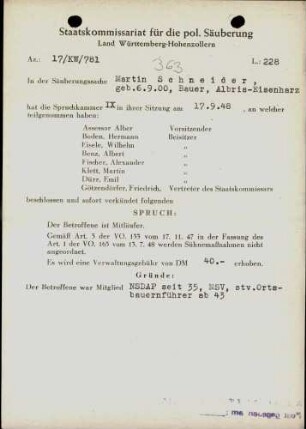 Staatskommissariat für die pol. Säuberung
Land Württemberg-Hohenzollern
Az.: 17/KW/781
363
L.: 228
In der Säuberungssache Martin Schneider,
geb.6.9.00, Bauer, Albris-Eisenharz
hat die Spruchkammer IX in ihrer Sitzung am 17.9.48 , an welcher
teilgenommen haben:
Assessor Alber Vorsitzender
Boden, Hermann Beisitzer
Eisele, Wilhelm „
Benz, Albert „
Fischer, Alexander „
Klett, Martin „
Dürr, Emil „
Götzendörfer, Friedrich, Vertreter des Staatskommissars
beschlossen und sofort verkündet folgenden
SPRUCH:
Der Betroffene ist Mitläufer.
Gemäß Art. 3 der VO. 133 vom 17. 11. 47 in der Fassung des
Art. 1 der VO. 165 vom 13. 7. 48 werden Sühnemaßnahmen nicht
angeordnet.
Es wird eine Verwaltungsgebühr von DM 40.- erhoben.
Gründe:
Der Betroffene war Mitglied NSDAP seit 35, NSV, stv.Orts-
bauernführer ab 43